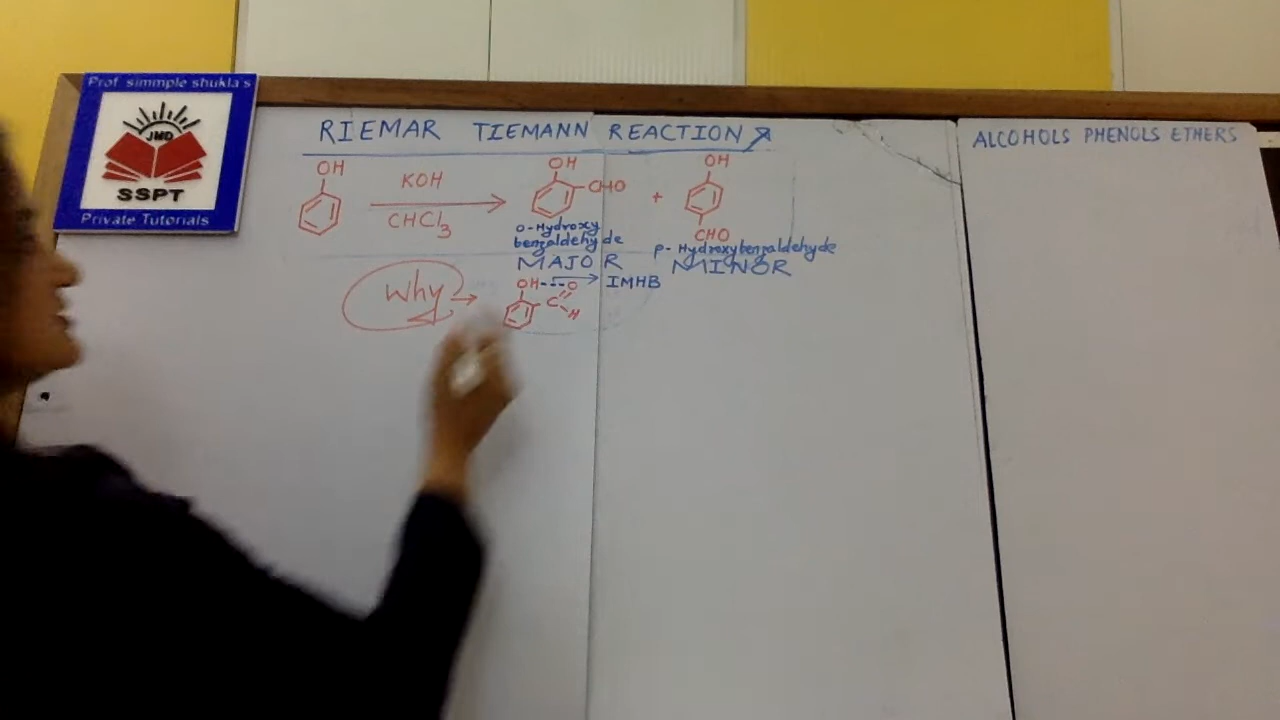 Prof simmple shukla's
JMD
SSPT
Private Tutorials
RIEMAR TIEMANN REACTION
ALCOHOLS PHENOLS ETHERS
OH
KOH
CHCl3
OH
CHO
+
OH
CHO
o-Hydroxy
benzaldehyde
MAJOR
p-Hydroxybenzaldehyde
MINOR
Why
OH---O
C
H
IMHB